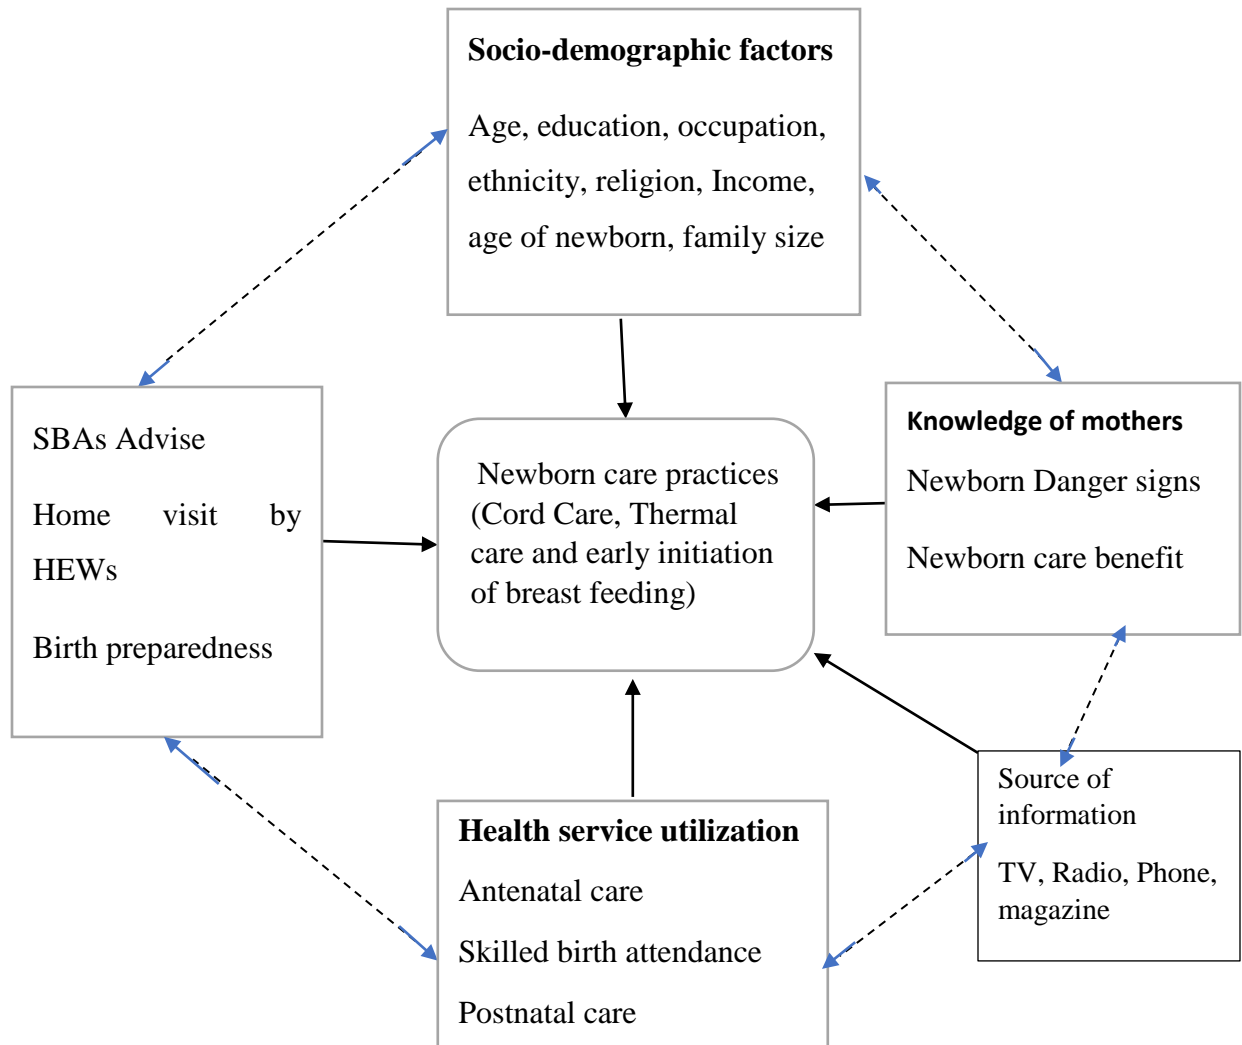 Socio-demographic factors
Age, education, occupation,
ethnicity, religion, Income,
age of newborn, family size
SBAs Advise
Home visit by
HEWs
Birth preparedness
Newborn care practices
(Cord Care, Thermal
care and early initiation
of breast feeding)
Knowledge of mothers
Newborn Danger signs
Newborn care benefit
Source of
information
TV, Radio, Phone,
magazine
Health service utilization
Antenatal care
Skilled birth attendance
Postnatal care